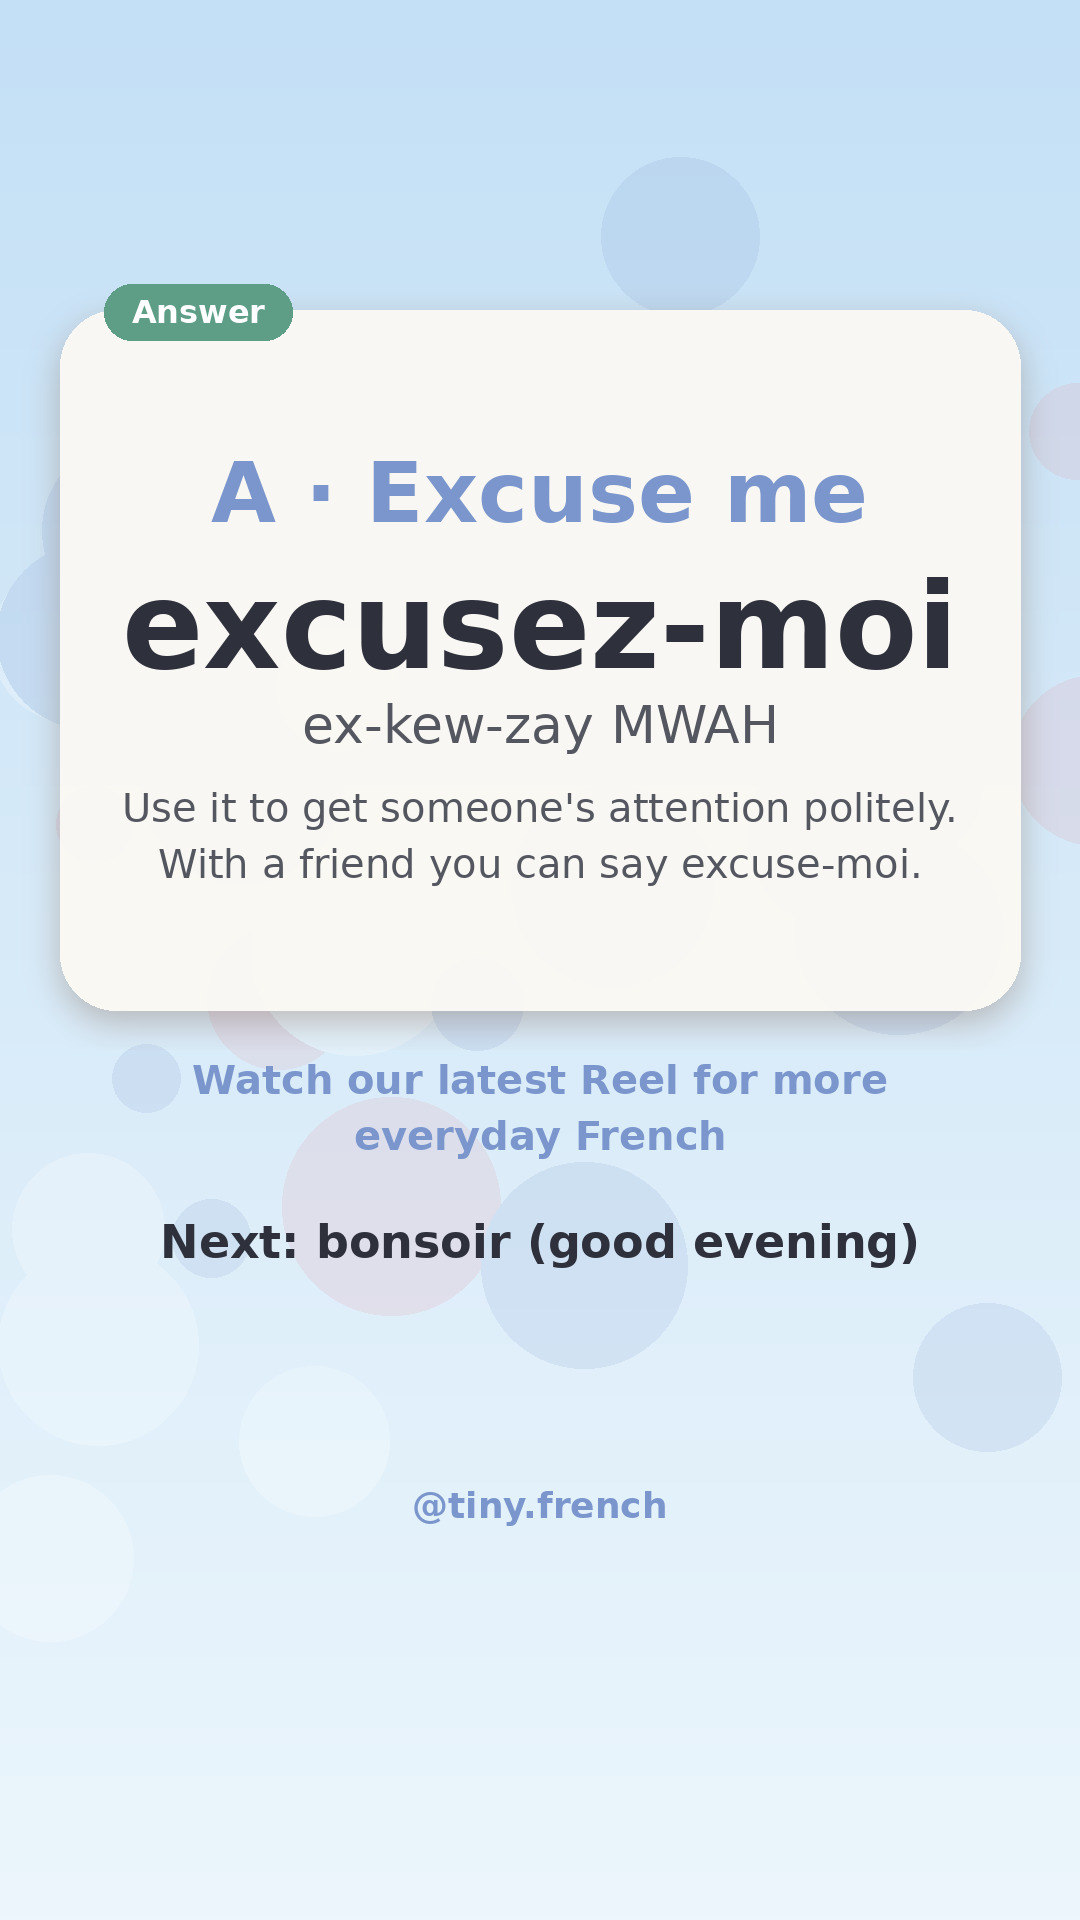 Answer
A · Excuse me
excusez-moi
ex-kew-zay MWAH
Use it to get someone's attention politely.
With a friend you can say excuse-moi.
Watch our latest Reel for more
everyday French
Next: bonsoir (good evening)
@tiny.french